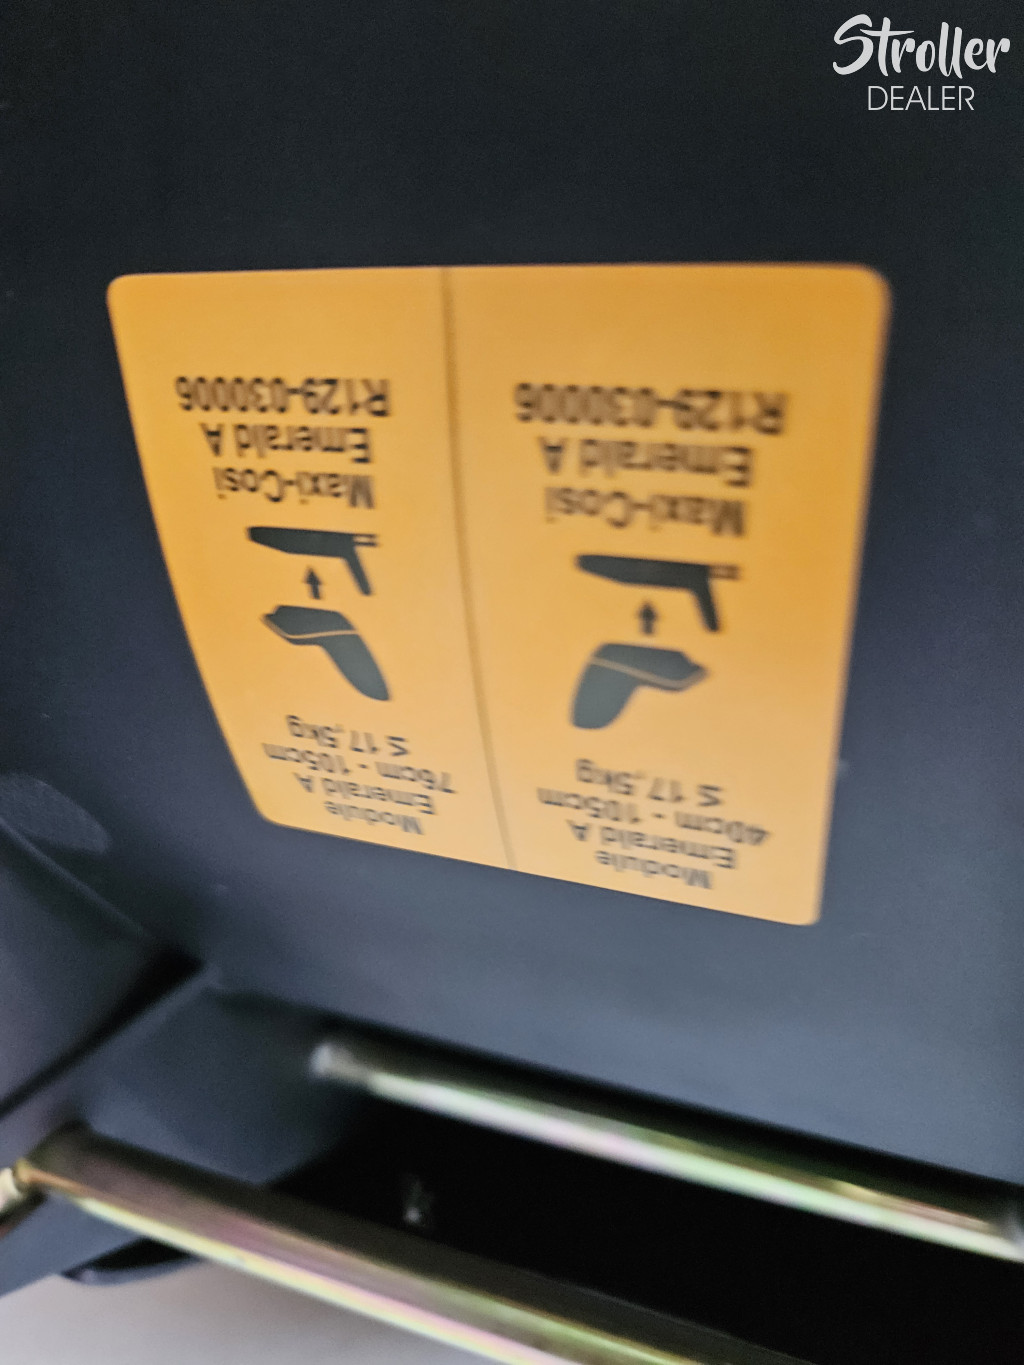 Stroller
DEALER
Module
Emerald A
40cm - 105cm
≤ 17,5kg
Maxi-Cosi
Emerald A
R129-030006
Module
Emerald A
76cm - 105cm
≤ 17,5kg
Maxi-Cosi
Emerald A
R129-030006